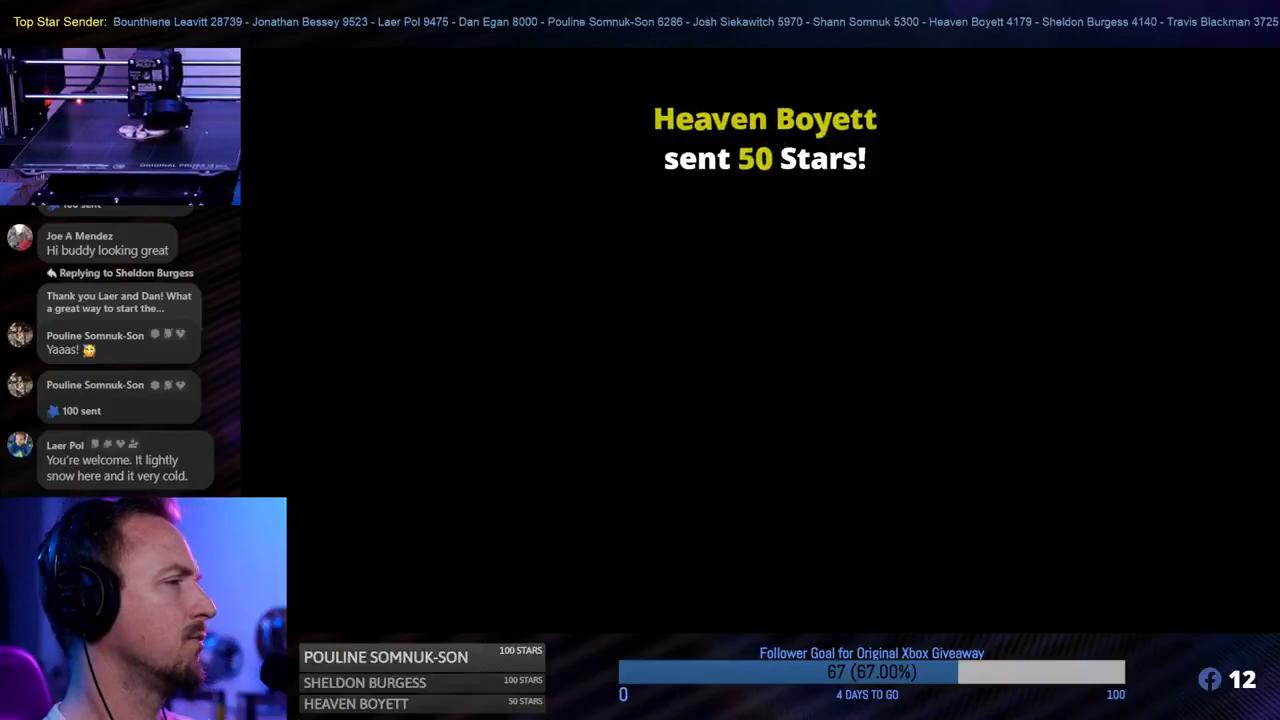 Top Star Sender: Bounthiene Leavitt 28739 - Jonathan Bessey 9523 - Laer Pol 9475 - Dan Egan 8000 - Pouline Somnuk-Son 6286 - Josh Siekawitch 5970 - Shann Somnuk 5300 - Heaven Boyett 4179 - Sheldon Burgess 4140 - Travis Blackman 3725
ORIGINAL PRUSA
Heaven Boyett
sent 50 Stars!
100 sent
Joe A Mendez
Hi buddy looking great
Replying to Sheldon Burgess
Thank you Laer and Dan! What
a great way to start the...
Pouline Somnuk-Son
Yaaas! 🥰
Pouline Somnuk-Son
100 sent
Laer Pol
You're welcome. It lightly
snow here and it very cold.
POULINE SOMNUK-SON 100 STARS
SHELDON BURGESS 100 STARS
HEAVEN BOYETT 50 STARS
Follower Goal for Original Xbox Giveaway
67 (67.00%)
0 4 DAYS TO GO 100
12